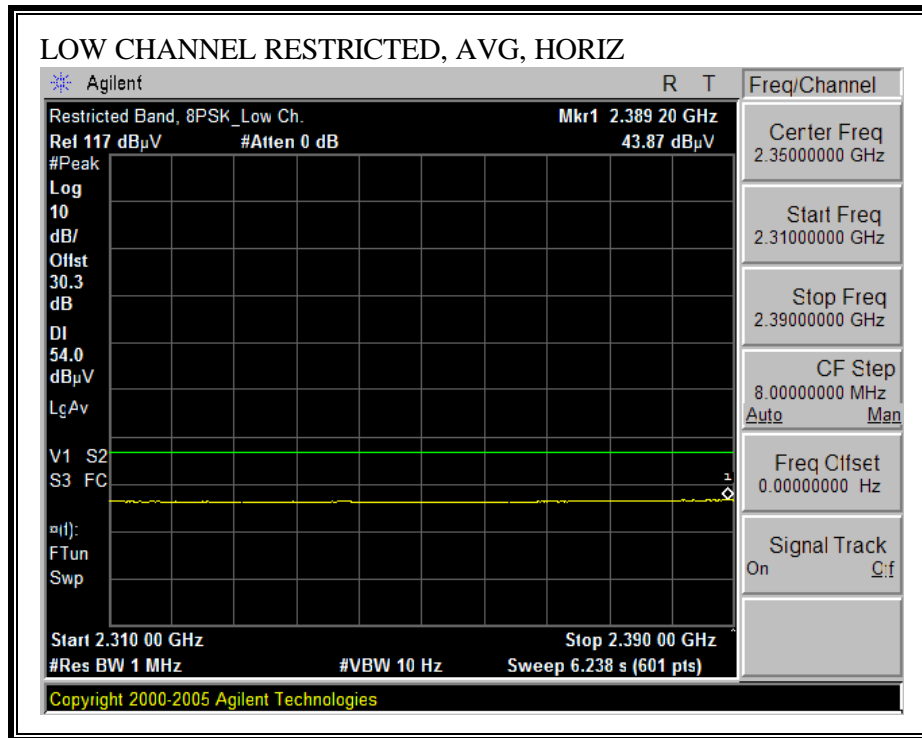 LOW CHANNEL RESTRICTED, AVG, HORIZ
Agilent R T Freq/Channel
Restricted Band, 8PSK_Low Ch. Mkr1 2.389 20 GHz
Ref 117 dBµV #Atten 0 dB 43.87 dBµV
#Peak
Log
10
dB/
Offst
30.3
dB
DI
54.0
dBµV
LgAv
V1 S2
S3 FC
1
¤(f):
FTun
Swp
Start 2.310 00 GHz Stop 2.390 00 GHz
#Res BW 1 MHz #VBW 10 Hz Sweep 6.238 s (601 pts)
Center Freq
2.35000000 GHz
Start Freq
2.31000000 GHz
Stop Freq
2.39000000 GHz
CF Step
8.00000000 MHz
Auto Man
Freq Offset
0.00000000 Hz
Signal Track
On Off
Copyright 2000-2005 Agilent Technologies